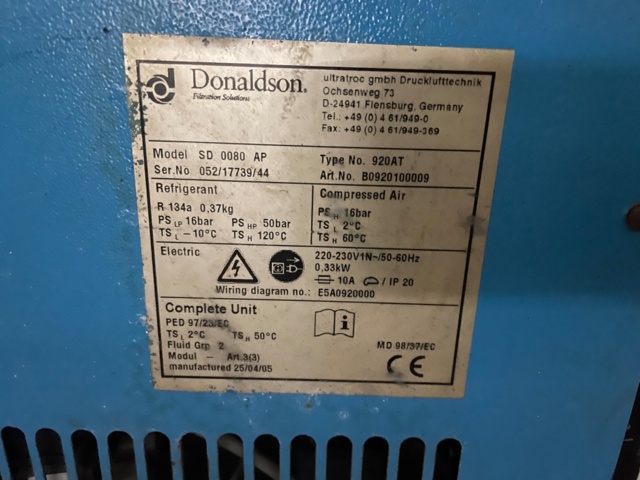 Donaldson.
Filtration Solutions
ultratroc gmbh Drucklufttechnik
Ochsenweg 73
D-24941 Flensburg, Germany
Tel.: +49 (0) 4 61/949-0
Fax: +49 (0) 4 61/949-369
Model SD 0080 AP
Ser.No 052/17739/44
Type No. 920AT
Art.No. B0920100009
Refrigerant
R 134a 0,37kg
PS LP 16bar PS HP 50bar
TS L -10°C TS H 120°C
Compressed Air
PE H 16bar
TS L 2°C
TS H 60°C
Electric
220-230V1N~/50-60Hz
0,33kW
10A / IP 20
Wiring diagram no.: E5A0920000
Complete Unit
PED 97/23/EC
TS L 2°C TS H 50°C
Fluid Grp 2
Modul - Art.3(3)
manufactured 25/04/05
i
MD 98/37/EC
CE